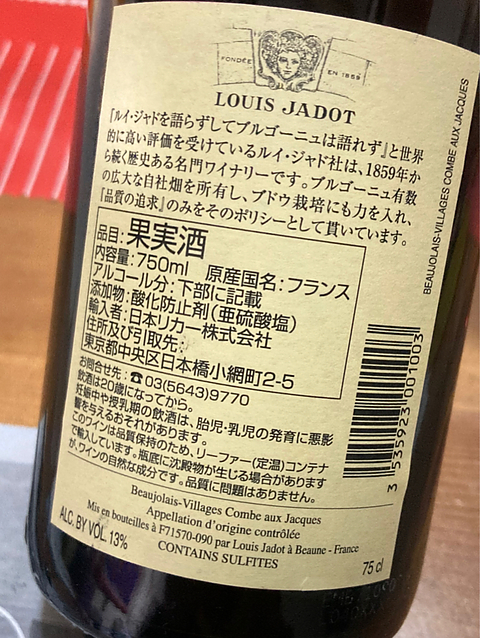 FONDÉE EN 1859
LOUIS JADOT
『ルイ・ジャドを語らずしてブルゴーニュは語れず』と世界
的に高い評価を受けているルイ・ジャド社は、1859年か
ら続く歴史ある名門ワイナリーです。ブルゴーニュ有数
の広大な自社畑を所有し、ブドウ栽培にも力を入れ、
『品質の追求』のみをそのポリシーとして貫いています。
品目:果実酒
内容量:750ml 原産国名:フランス
アルコール分:下部に記載
添加物:酸化防止剤(亜硫酸塩)
輸入者:日本リカー株式会社
住所及び引取先:
東京都中央区日本橋小網町2-5
お問合せ先:☎03(5643)9770
飲酒は20歳になってから。
妊娠中や授乳期の飲酒は、胎児・乳児の発育に悪影
響を与えるおそれがあります。
このワインは品質保持のため、リーファー(定温)コンテナ
で輸入しています。瓶底に沈殿物が生じる場合があります
が、ワインの自然な成分です。品質に問題はありません。
Beaujolais-Villages Combe aux Jacques
Appellation d'origine contrôlée
Mis en bouteilles à F71570-090 par Louis Jadot à Beaune - France
ALC. BY VOL. 13%
CONTAINS SULFITES
75 cl
BEAUJOLAIS-VILLAGES COMBE AUX JACQUES
3 535923 001003